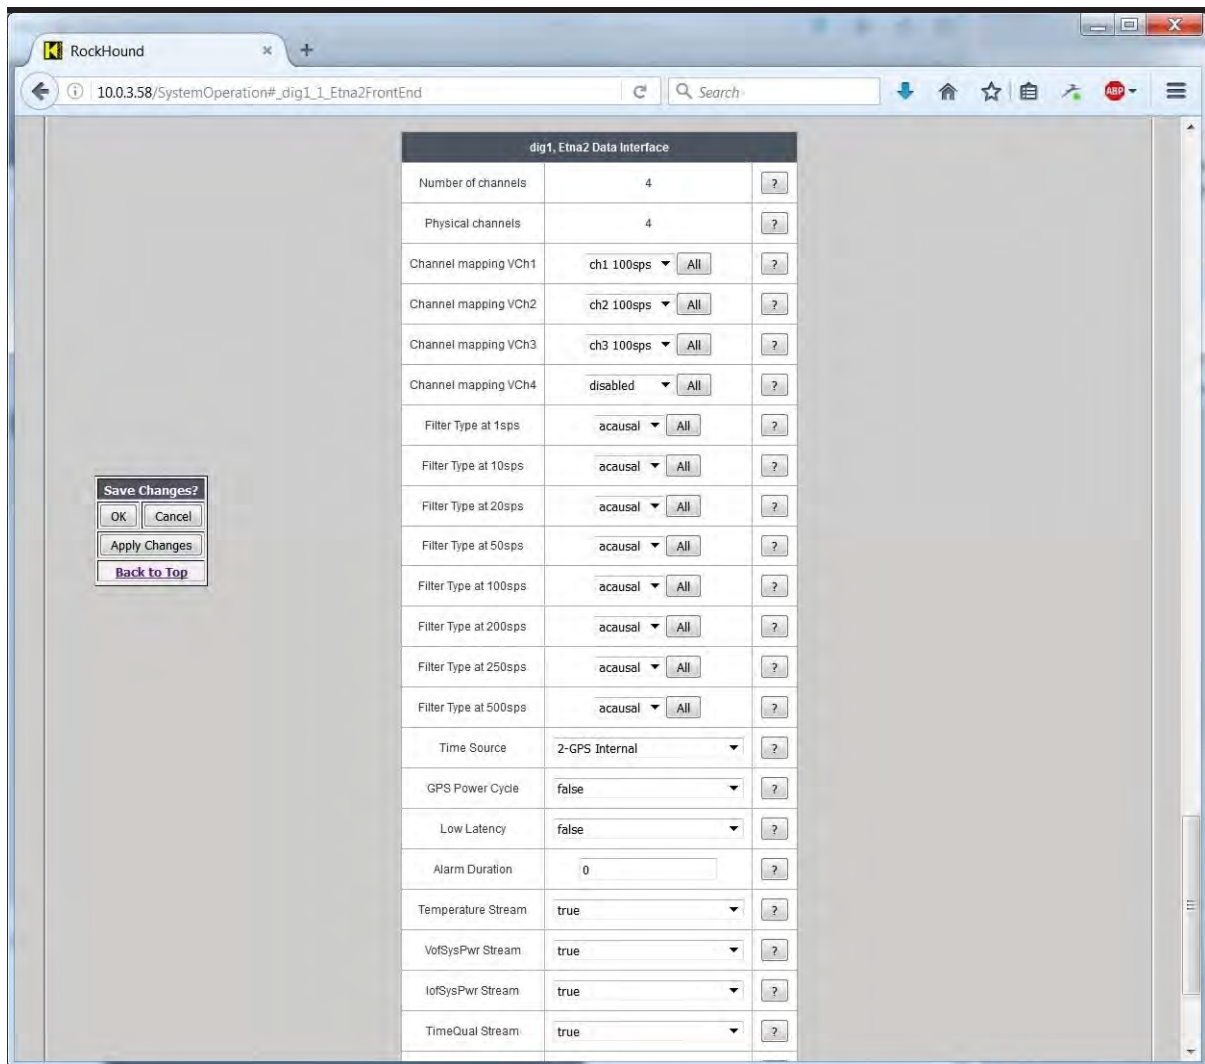 RockHound
10.0.3.58/SystemOperation#_dig1_1_Etna2FrontEnd
Search
ABP
dig1, Etna2 Data Interface
Number of channels 4 ?
Physical channels 4 ?
Channel mapping VCh1 ch1 100sps All ?
Channel mapping VCh2 ch2 100sps All ?
Channel mapping VCh3 ch3 100sps All ?
Channel mapping VCh4 disabled All ?
Filter Type at 1sps acausal All ?
Filter Type at 10sps acausal All ?
Filter Type at 20sps acausal All ?
Filter Type at 50sps acausal All ?
Filter Type at 100sps acausal All ?
Filter Type at 200sps acausal All ?
Filter Type at 250sps acausal All ?
Filter Type at 500sps acausal All ?
Time Source 2-GPS Internal ?
GPS Power Cycle false ?
Low Latency false ?
Alarm Duration 0 ?
Temperature Stream true ?
VofSysPwr Stream true ?
IofSysPwr Stream true ?
TimeQual Stream true ?
Save Changes?
OK Cancel
Apply Changes
Back to Top